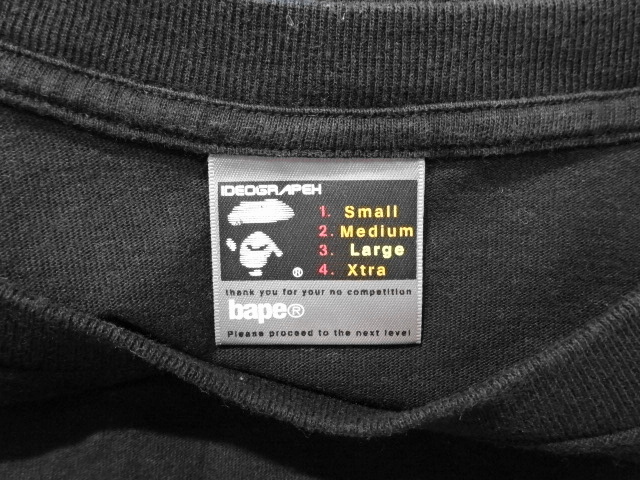 IDEOGRAPEH
1. Small
2. Medium
3. Large
4. Xtra
®
thank you for your no competition
bape®
Please proceed to the next level